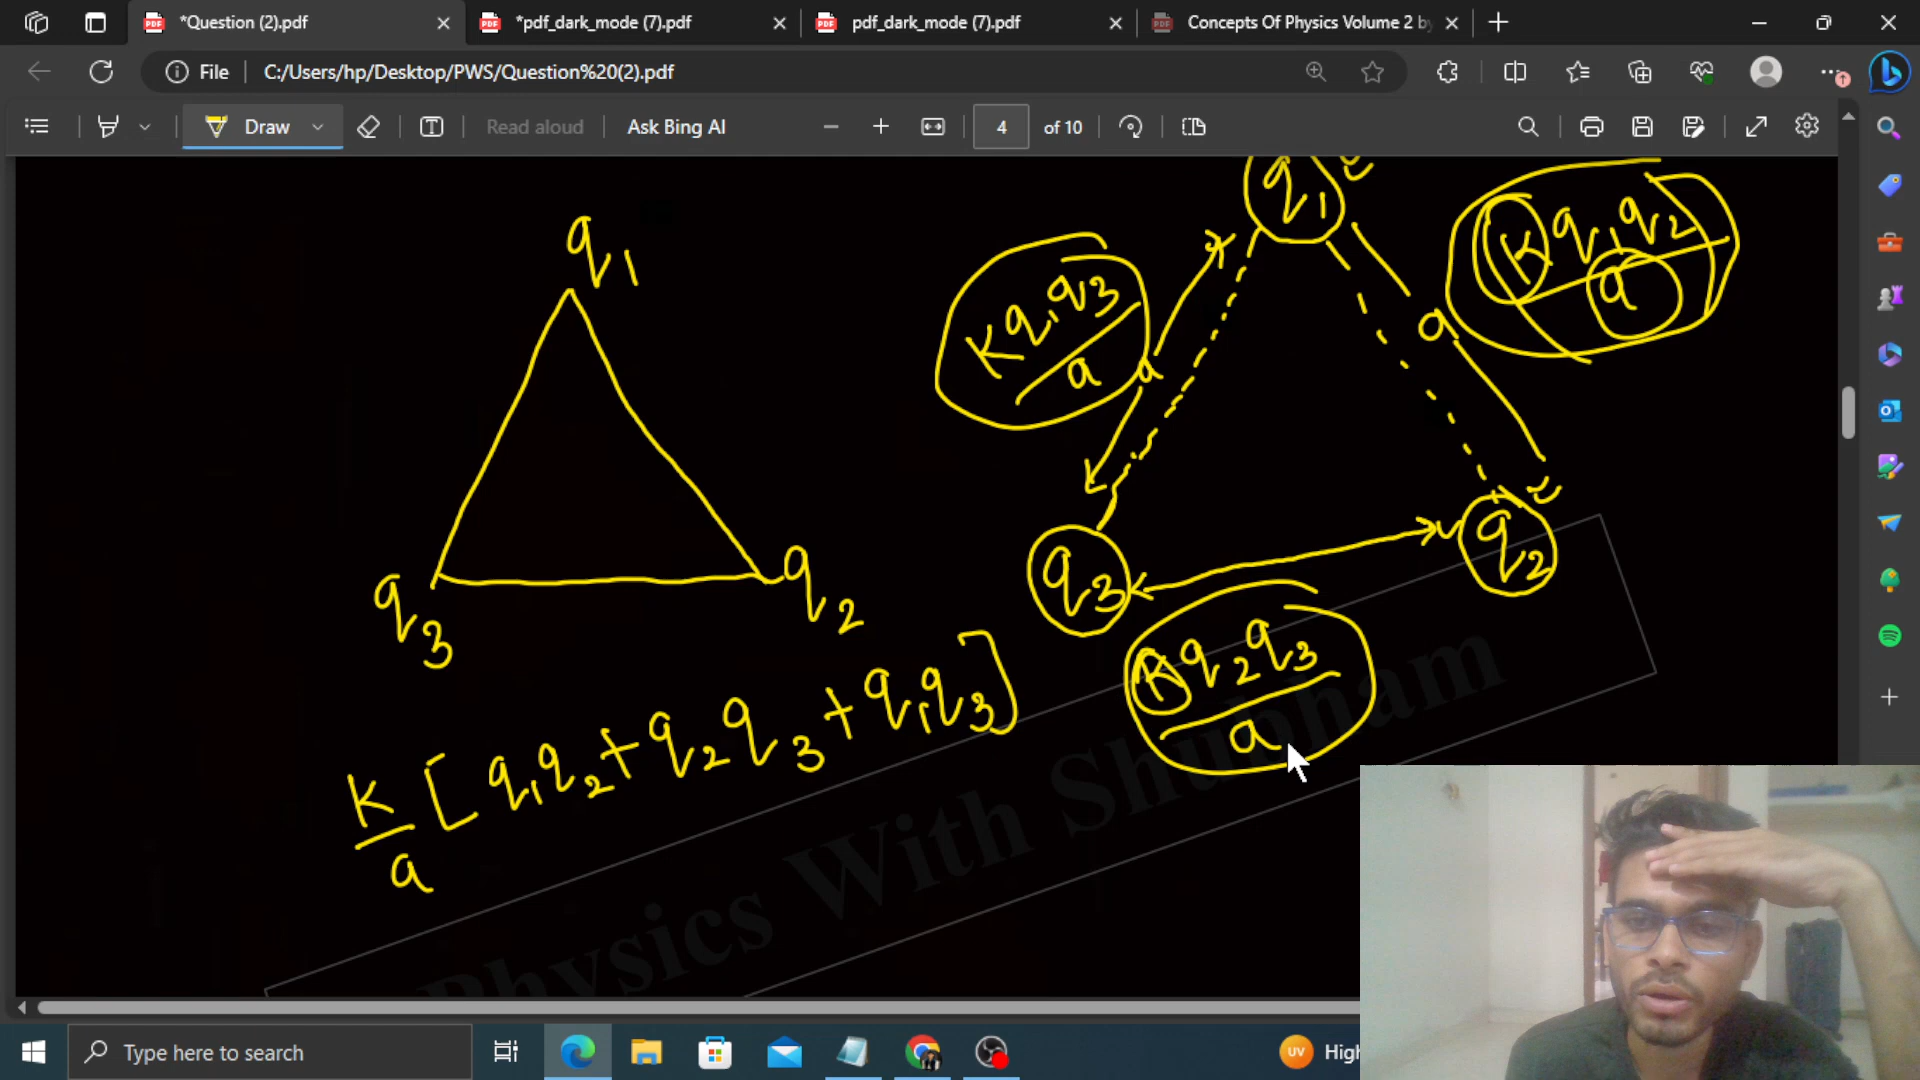 *Question (2).pdf
*pdf_dark_mode (7).pdf
pdf_dark_mode (7).pdf
Concepts Of Physics Volume 2 by
File
C:/Users/hp/Desktop/PWS/Question%20(2).pdf
Draw
Read aloud
Ask Bing AI
4 of 10
q1
q3
q2
q1
Kq1q3/a
a
a
Kq1q2/a
q3
q2
Kq2q3/a
K/a [q1q2+q2q3+q1q3]
Physics With Shubham
Type here to search
UV
High